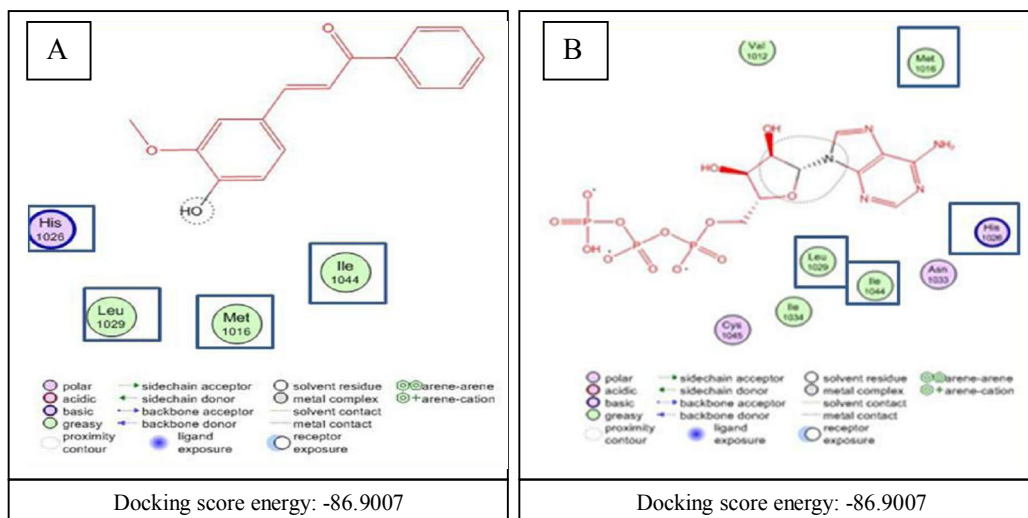 A
O
O
HO
His
1026
Ile
1044
Leu
1029
Met
1016
polar
acidic
basic
greasy
proximity
contour
sidechain acceptor
sidechain donor
backbone acceptor
backbone donor
ligand
exposure
solvent residue
metal complex
solvent contact
metal contact
receptor
exposure
arene-arene
arene-cation
Docking score energy: -86.9007
B
Val
1012
Met
1016
OH
HO
N
N
NH₂
N
N
N
O
O⁻
O
P
O
P
O
P
O
OH
O⁻
O
O⁻
O
His
1026
Leu
1029
Asn
1033
Ile
1044
Ile
1034
Cys
1045
polar
acidic
basic
greasy
proximity
contour
sidechain acceptor
sidechain donor
backbone acceptor
backbone donor
ligand
exposure
solvent residue
metal complex
solvent contact
metal contact
receptor
exposure
arene-arene
arene-cation
Docking score energy: -86.9007